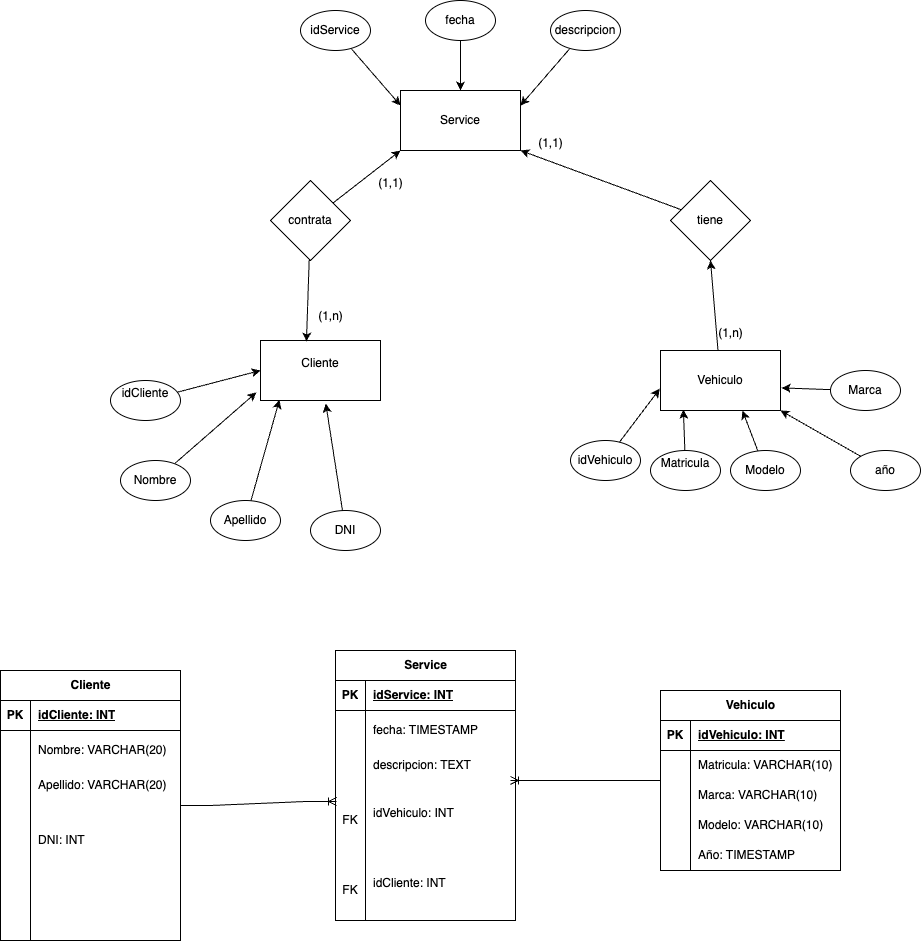 idService
fecha
descripcion
Service
(1,1)
(1,1)
contrata
tiene
(1,n)
(1,n)
Cliente
Vehiculo
idCliente
Marca
Nombre
idVehiculo
Matricula
Modelo
año
Apellido
DNI
Cliente
PK idCliente: INT
Nombre: VARCHAR(20)
Apellido: VARCHAR(20)
DNI: INT
Service
PK idService: INT
fecha: TIMESTAMP
descripcion: TEXT
FK idVehiculo: INT
FK idCliente: INT
Vehiculo
PK idVehiculo: INT
Matricula: VARCHAR(10)
Marca: VARCHAR(10)
Modelo: VARCHAR(10)
Año: TIMESTAMP